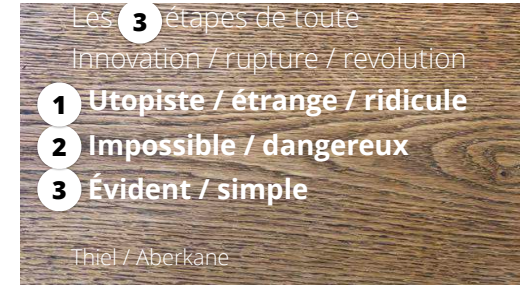 Les 3 étapes de toute
Innovation / rupture / revolution
1 Utopiste / étrange / ridicule
2 Impossible / dangereux
3 Évident / simple
Thiel / Aberkane